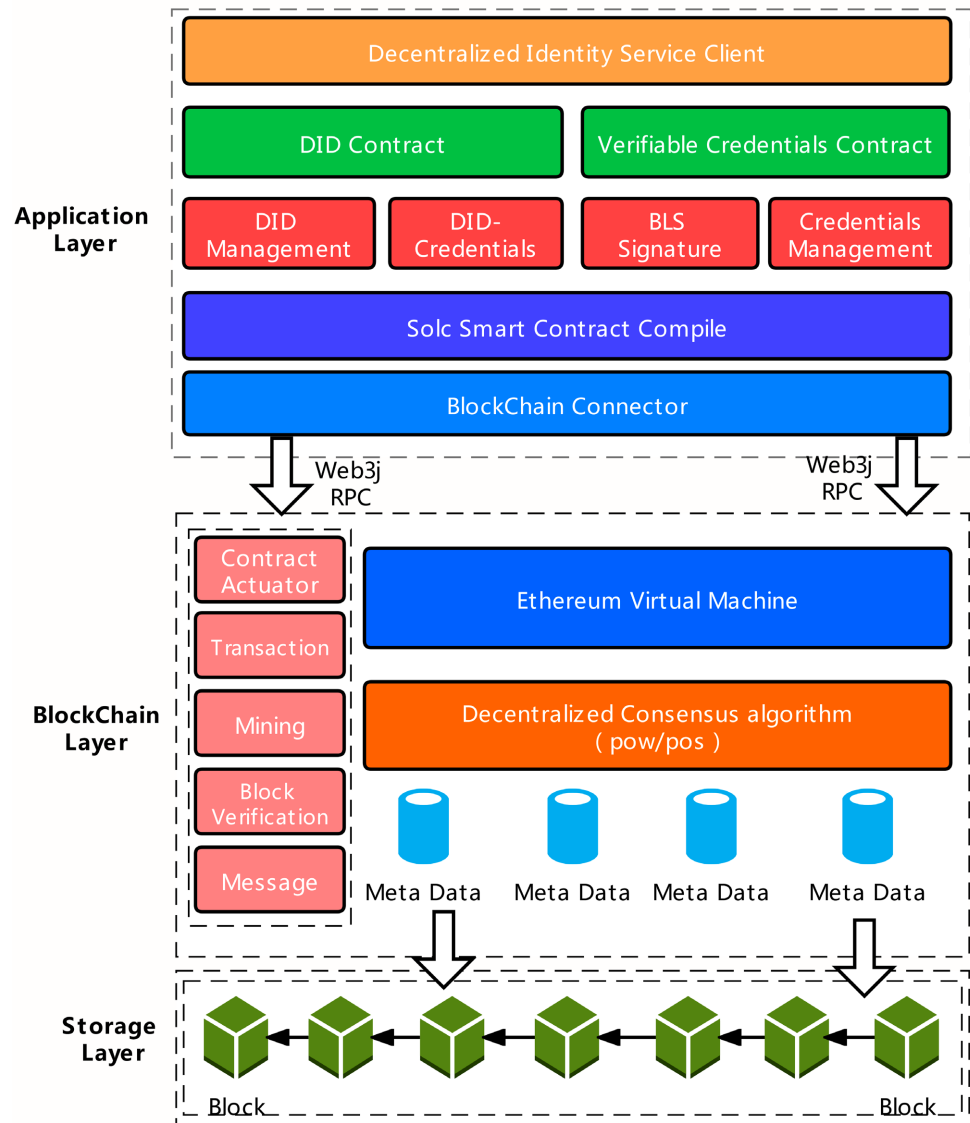 Decentralized Identity Service Client
DID Contract
Verifiable Credentials Contract
Application
Layer
DID
Management
DID-
Credentials
BLS
Signature
Credentials
Management
Solc Smart Contract Compile
BlockChain Connector
Web3j
RPC
Web3j
RPC
BlockChain
Layer
Contract
Actuator
Transaction
Mining
Block
Verification
Message
Ethereum Virtual Machine
Decentralized Consensus algorithm
( pow/pos )
Meta Data
Meta Data
Meta Data
Meta Data
Storage
Layer
Block
Block